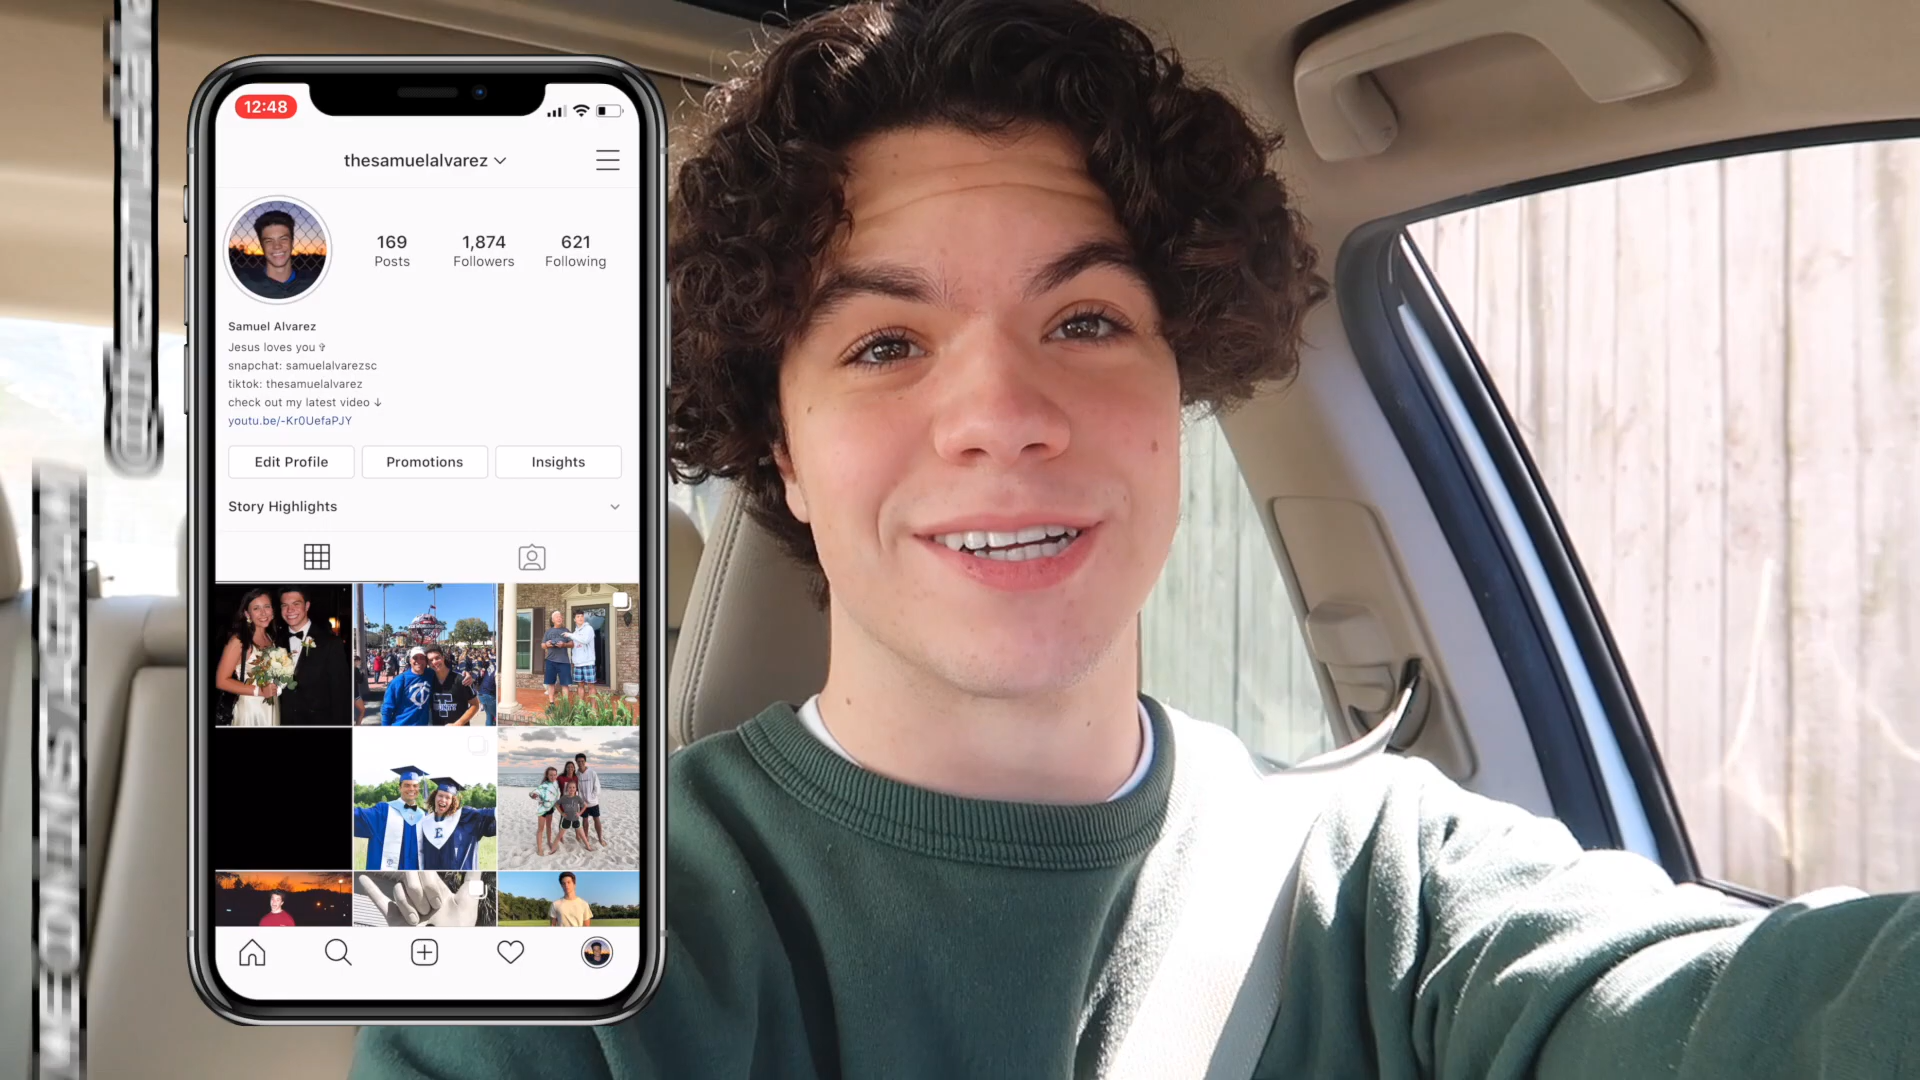 12:48
thesamuelalvarez
169
Posts
1,874
Followers
621
Following
Samuel Alvarez
Jesus loves you ✞
snapchat: samuelalvarezsc
tiktok: thesamuelalvarez
check out my latest video ↓
youtu.be/-Kr0UefaPJY
Edit Profile
Promotions
Insights
Story Highlights
E